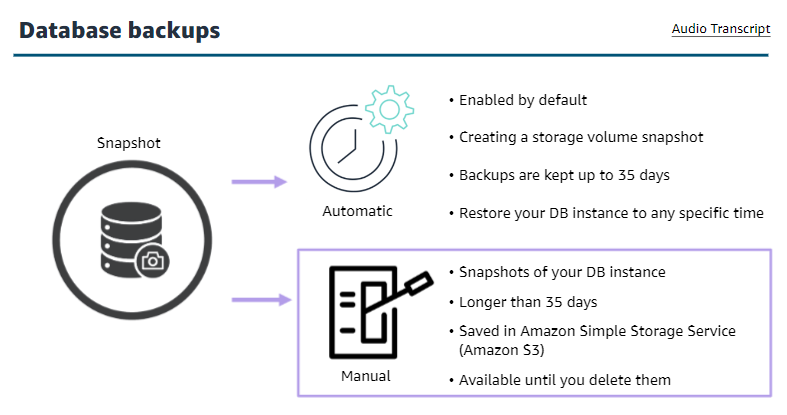 Database backups
Audio Transcript
Snapshot
Automatic
• Enabled by default
• Creating a storage volume snapshot
• Backups are kept up to 35 days
• Restore your DB instance to any specific time
Manual
• Snapshots of your DB instance
• Longer than 35 days
• Saved in Amazon Simple Storage Service
(Amazon S3)
• Available until you delete them